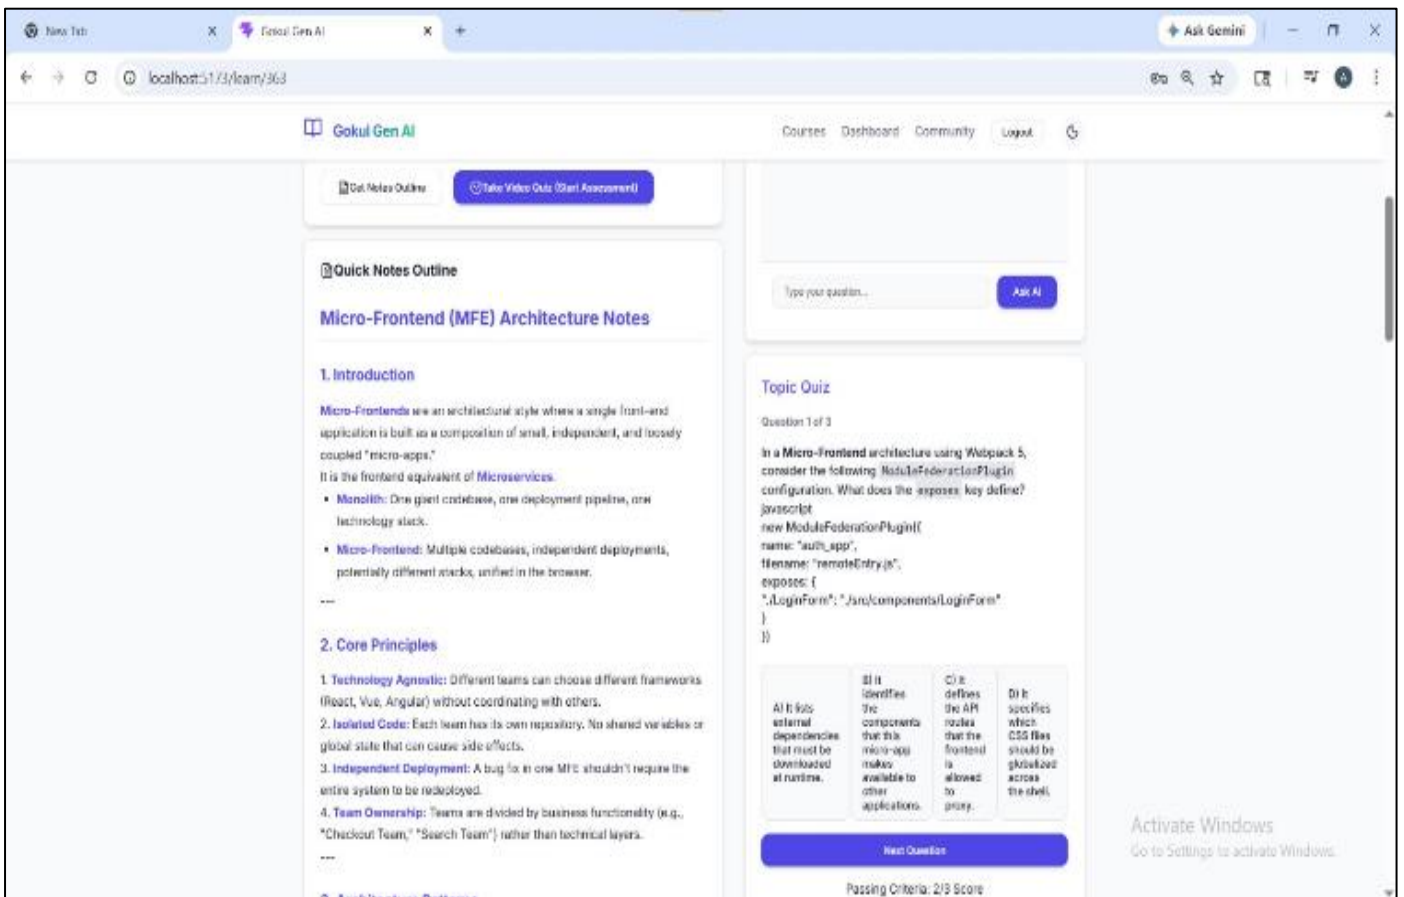 New Tab
Gokul Gen AI
Ask Gemini
localhost:5173/learn/363
Gokul Gen AI
Courses Dashboard Community Logout
Get Notes Outline
Take Video Quiz (Start Assessment)
Quick Notes Outline
Micro-Frontend (MFE) Architecture Notes
1. Introduction
Micro-Frontends are an architectural style where a single front-end
application is built as a composition of small, independent, and loosely
coupled "micro-apps."
It is the frontend equivalent of Microservices.
• Monolith: One giant codebase, one deployment pipeline, one
technology stack.
• Micro-Frontend: Multiple codebases, independent deployments,
potentially different stacks, unified in the browser.
---
2. Core Principles
1. Technology Agnostic: Different teams can choose different frameworks
(React, Vue, Angular) without coordinating with others.
2. Isolated Code: Each team has its own repository. No shared variables or
global state that can cause side effects.
3. Independent Deployment: A bug fix in one MFE shouldn't require the
entire system to be redeployed.
4. Team Ownership: Teams are divided by business functionality (e.g.,
"Checkout Team," "Search Team") rather than technical layers.
---
Type your question...
Ask AI
Topic Quiz
Question 1 of 3
In a Micro-Frontend architecture using Webpack 5,
consider the following ModuleFederationPlugin
configuration. What does the exposes key define?
javascript
new ModuleFederationPlugin({
name: "auth_app",
filename: "remoteEntry.js",
exposes: {
"./LoginForm": "./src/components/LoginForm"
}
})
A) It lists
external
dependencies
that must be
downloaded
at runtime.
B) It
identifies
the
components
that this
micro-app
makes
available to
other
applications.
C) It
defines
the API
routes
that the
frontend
is
allowed
to
proxy.
D) It
specifies
which
CSS files
should be
globalized
across
the shell.
Next Question
Passing Criteria: 2/3 Score
Activate Windows
Go to Settings to activate Windows.